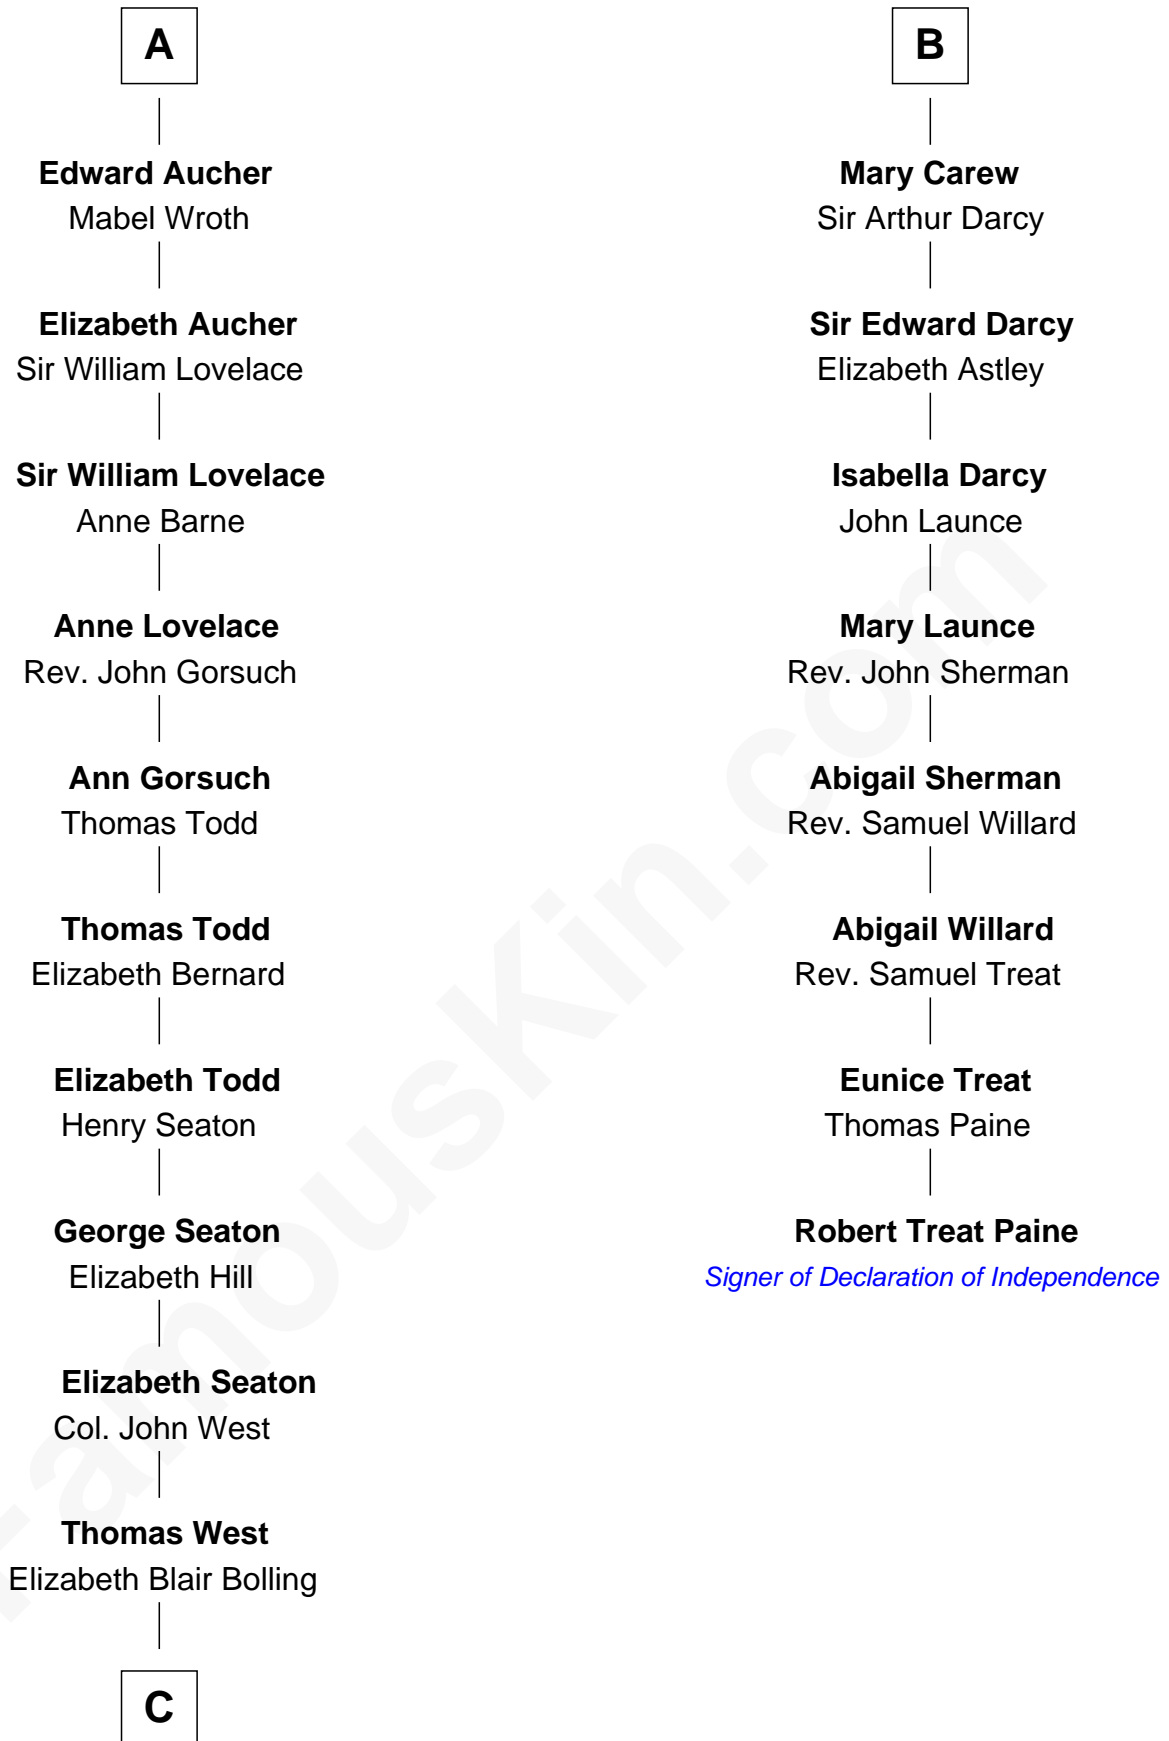 A
Edward Aucher
Mabel Wroth
Elizabeth Aucher
Sir William Lovelace
Sir William Lovelace
Anne Barne
Anne Lovelace
Rev. John Gorsuch
Ann Gorsuch
Thomas Todd
Thomas Todd
Elizabeth Bernard
Elizabeth Todd
Henry Seaton
George Seaton
Elizabeth Hill
Elizabeth Seaton
Col. John West
Thomas West
Elizabeth Blair Bolling
C
B
Mary Carew
Sir Arthur Darcy
Sir Edward Darcy
Elizabeth Astley
Isabella Darcy
John Launce
Mary Launce
Rev. John Sherman
Abigail Sherman
Rev. Samuel Willard
Abigail Willard
Rev. Samuel Treat
Eunice Treat
Thomas Paine
Robert Treat Paine
Signer of Declaration of Independence
FamousKin.com